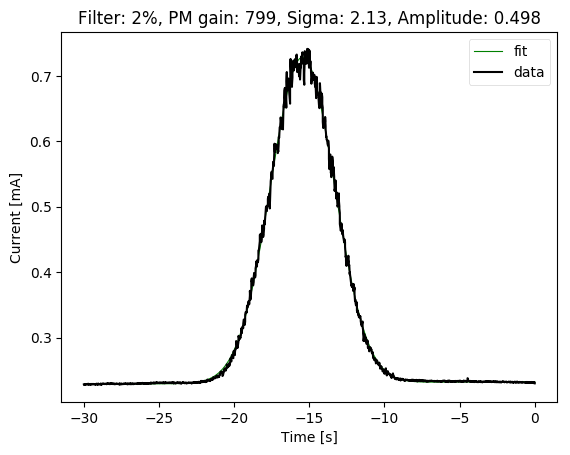 Filter: 2%, PM gain: 799, Sigma: 2.13, Amplitude: 0.498
fit
data
0.7
0.6
0.5
0.4
0.3
Current [mA]
−30
−25
−20
−15
−10
−5
0
Time [s]